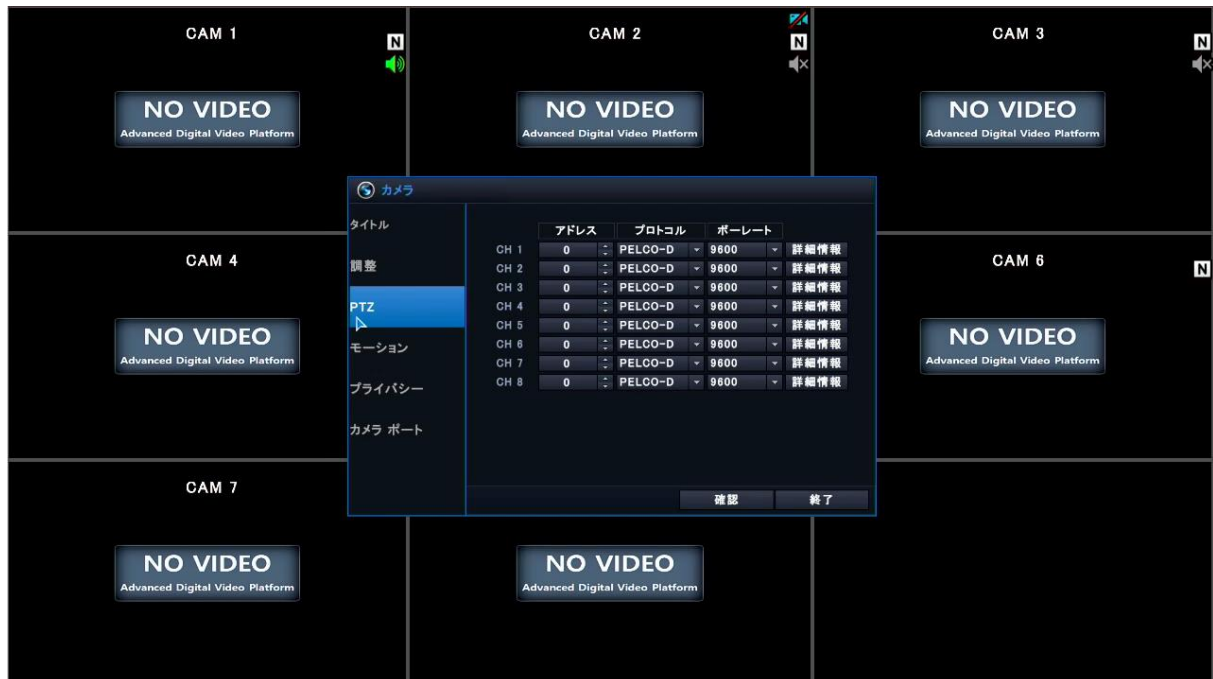 CAM 1
N
NO VIDEO
Advanced Digital Video Platform
CAM 2
N
NO VIDEO
Advanced Digital Video Platform
CAM 3
N
NO VIDEO
Advanced Digital Video Platform
CAM 4
NO VIDEO
Advanced Digital Video Platform
カメラ
タイトル
調整
PTZ
モーション
プライバシー
カメラ ポート
アドレス プロトコル ボーレート
CH 1 0 PELCO-D 9600 詳細情報
CH 2 0 PELCO-D 9600 詳細情報
CH 3 0 PELCO-D 9600 詳細情報
CH 4 0 PELCO-D 9600 詳細情報
CH 5 0 PELCO-D 9600 詳細情報
CH 6 0 PELCO-D 9600 詳細情報
CH 7 0 PELCO-D 9600 詳細情報
CH 8 0 PELCO-D 9600 詳細情報
確認 終了
CAM 6
N
NO VIDEO
Advanced Digital Video Platform
CAM 7
NO VIDEO
Advanced Digital Video Platform
NO VIDEO
Advanced Digital Video Platform